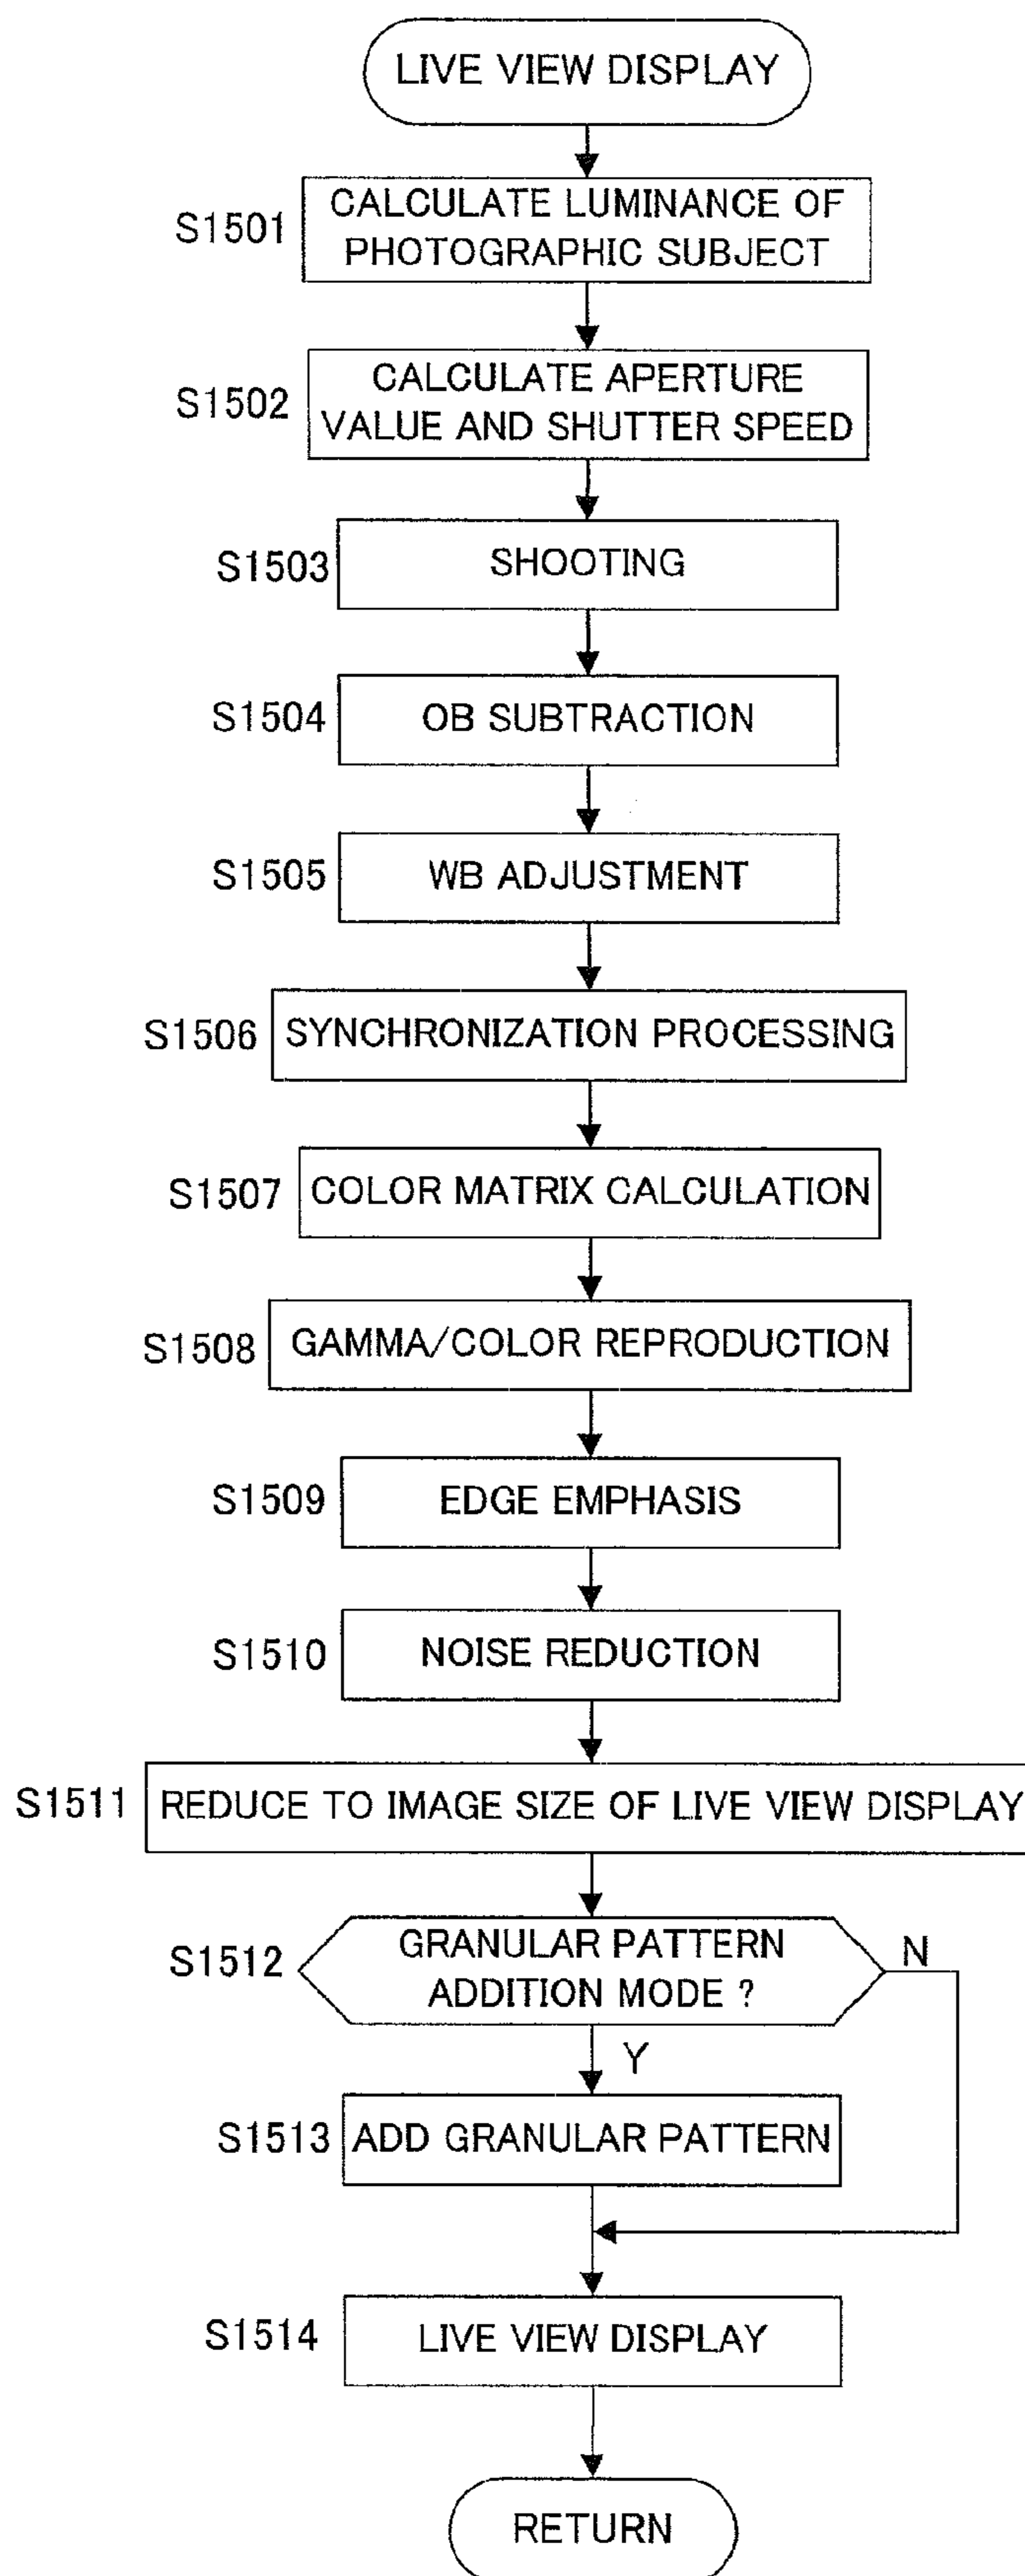 LIVE VIEW DISPLAY
S1501
CALCULATE LUMINANCE OF
PHOTOGRAPHIC SUBJECT
S1502
CALCULATE APERTURE
VALUE AND SHUTTER SPEED
S1503
SHOOTING
S1504
OB SUBTRACTION
S1505
WB ADJUSTMENT
S1506
SYNCHRONIZATION PROCESSING
S1507
COLOR MATRIX CALCULATION
S1508
GAMMA/COLOR REPRODUCTION
S1509
EDGE EMPHASIS
S1510
NOISE REDUCTION
S1511
REDUCE TO IMAGE SIZE OF LIVE VIEW DISPLAY
S1512
GRANULAR PATTERN
ADDITION MODE ?
N
Y
S1513
ADD GRANULAR PATTERN
S1514
LIVE VIEW DISPLAY
RETURN